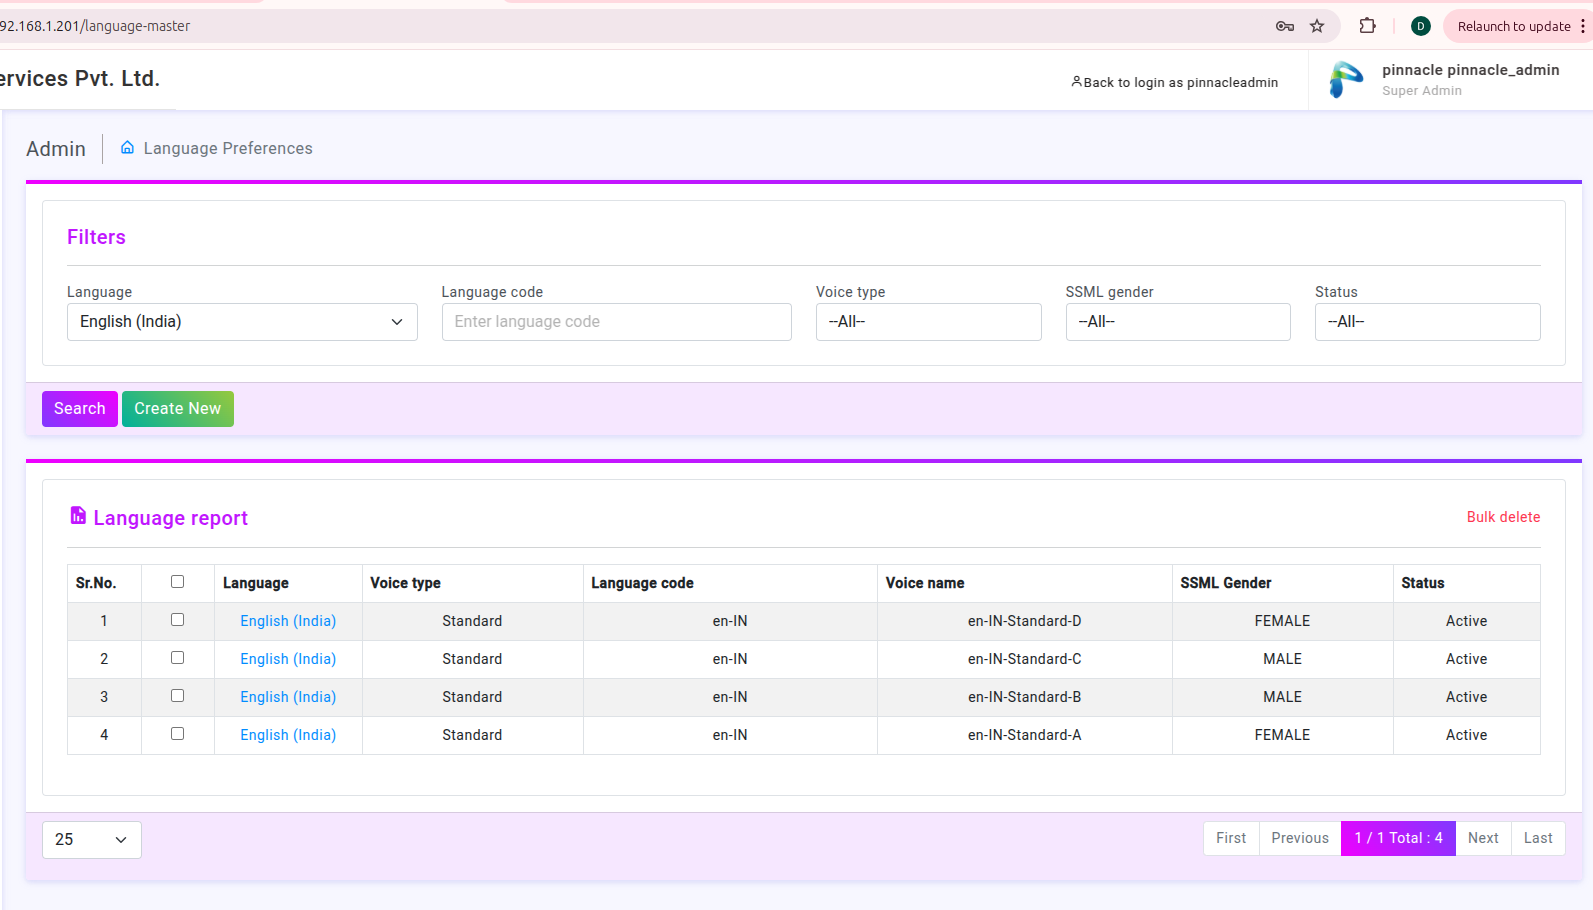 92.168.1.201/language-master
D
Relaunch to update
ervices Pvt. Ltd.
Back to login as pinnacleadmin
pinnacle pinnacle_admin
Super Admin
Admin
Language Preferences
Filters
Language Language code Voice type SSML gender Status
English (India) Enter language code --All-- --All-- --All--
Search Create New
Language report
Bulk delete
Sr.No. Language Voice type Language code Voice name SSML Gender Status
1 English (India) Standard en-IN en-IN-Standard-D FEMALE Active
2 English (India) Standard en-IN en-IN-Standard-C MALE Active
3 English (India) Standard en-IN en-IN-Standard-B MALE Active
4 English (India) Standard en-IN en-IN-Standard-A FEMALE Active
25
First Previous 1 / 1 Total : 4 Next Last